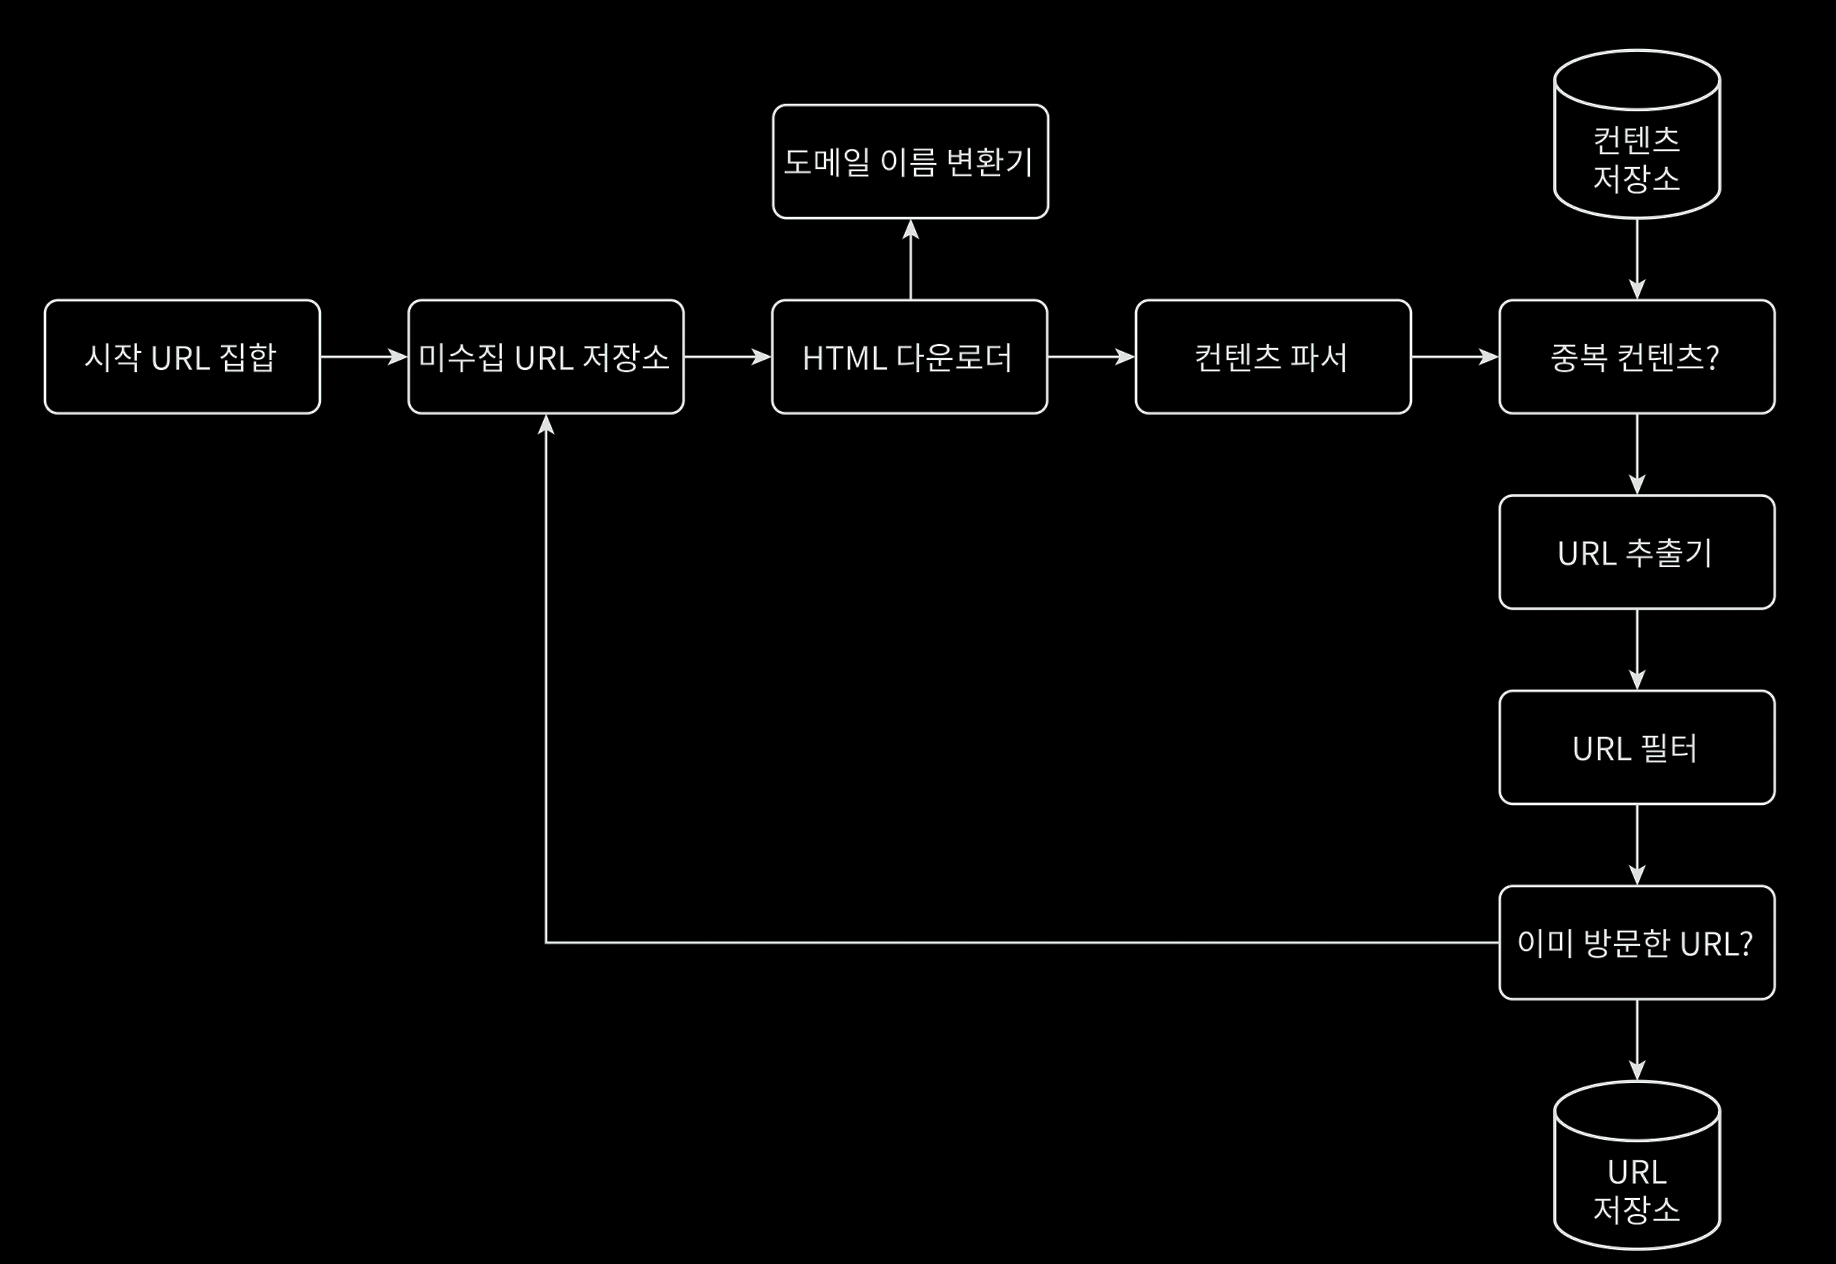 컨텐츠
저장소
도메일 이름 변환기
시작 URL 집합
미수집 URL 저장소
HTML 다운로더
컨텐츠 파서
중복 컨텐츠?
URL 추출기
URL 필터
이미 방문한 URL?
URL
저장소